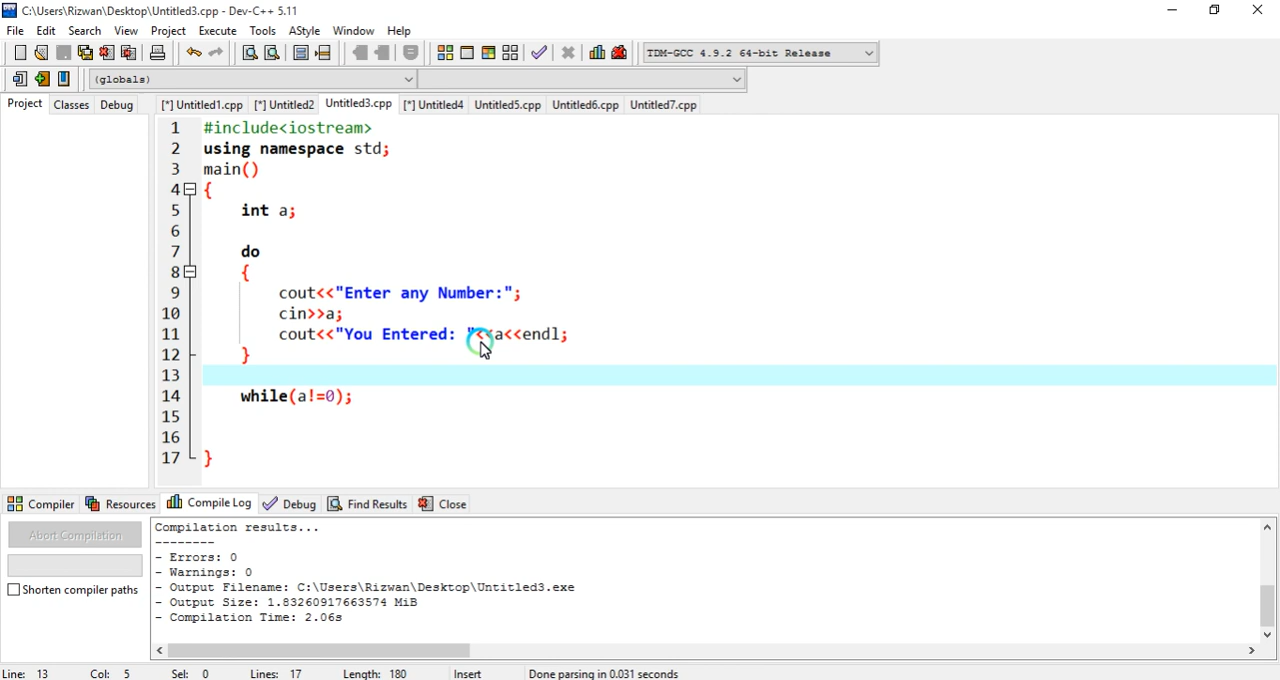 C:\Users\Rizwan\Desktop\Untitled3.cpp - Dev-C++ 5.11
File Edit Search View Project Execute Tools AStyle Window Help
TDM-GCC 4.9.2 64-bit Release
(globals)
Project Classes Debug [*] Untitled1.cpp [*] Untitled2 Untitled3.cpp [*] Untitled4 Untitled5.cpp Untitled6.cpp Untitled7.cpp
1 #include<iostream>
2 using namespace std;
3 main()
4 {
5 int a;
6
7 do
8 {
9 cout<<"Enter any Number:";
10 cin>>a;
11 cout<<"You Entered: "<<a<<endl;
12 }
13
14 while(a!=0);
15
16
17 }
Compiler Resources Compile Log Debug Find Results Close
Abort Compilation
Shorten compiler paths
Compilation results...
--------
- Errors: 0
- Warnings: 0
- Output Filename: C:\Users\Rizwan\Desktop\Untitled3.exe
- Output Size: 1.83260917663574 MiB
- Compilation Time: 2.06s
Line: 13 Col: 5 Sel: 0 Lines: 17 Length: 180 Insert Done parsing in 0.031 seconds